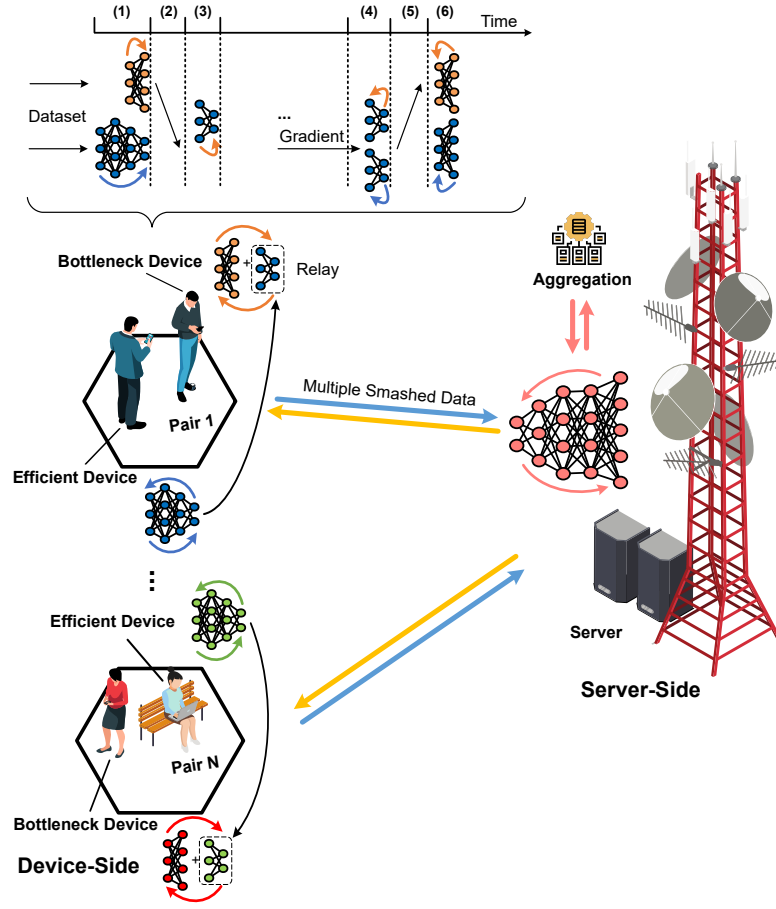 (1) (2) (3) (4) (5) (6)
Time
Dataset
...
Gradient
Bottleneck Device
+
Relay
Aggregation
Multiple Smashed Data
Pair 1
Efficient Device
...
Efficient Device
Server
Server-Side
Pair N
Bottleneck Device
+
Device-Side